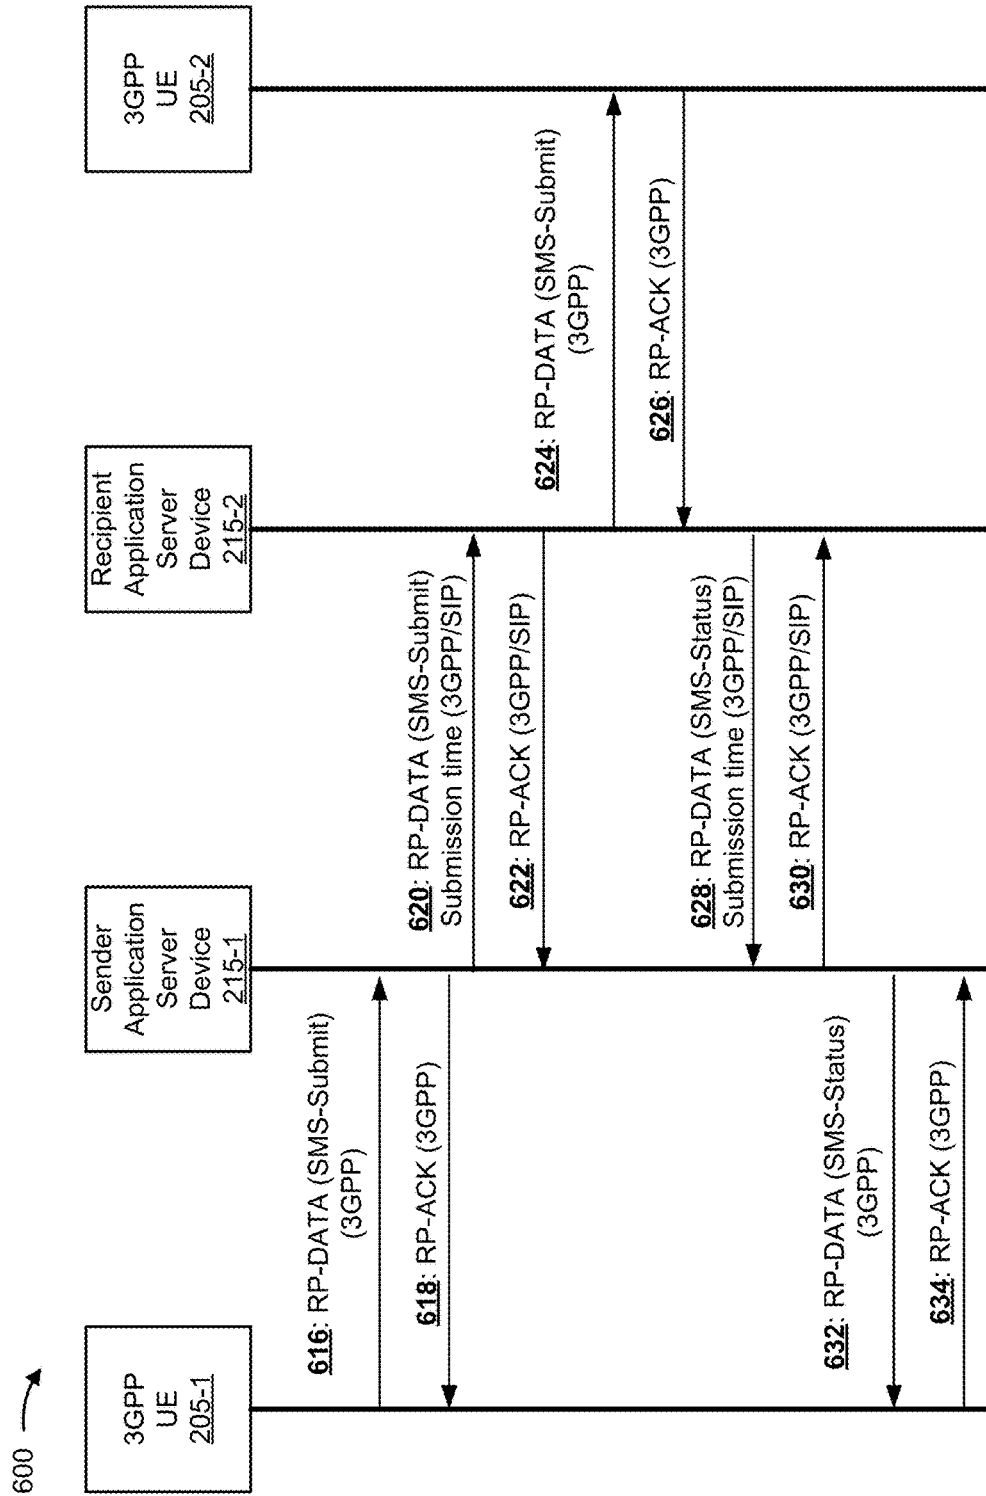 600
3GPP
UE
205-1
Sender
Application
Server
Device
215-1
Recipient
Application
Server
Device
215-2
3GPP
UE
205-2
616: RP-DATA (SMS-Submit)
(3GPP)
618: RP-ACK (3GPP)
620: RP-DATA (SMS-Submit)
Submission time (3GPP/SIP)
622: RP-ACK (3GPP/SIP)
624: RP-DATA (SMS-Submit)
(3GPP)
626: RP-ACK (3GPP)
628: RP-DATA (SMS-Status)
Submission time (3GPP/SIP)
630: RP-ACK (3GPP/SIP)
632: RP-DATA (SMS-Status)
(3GPP)
634: RP-ACK (3GPP)